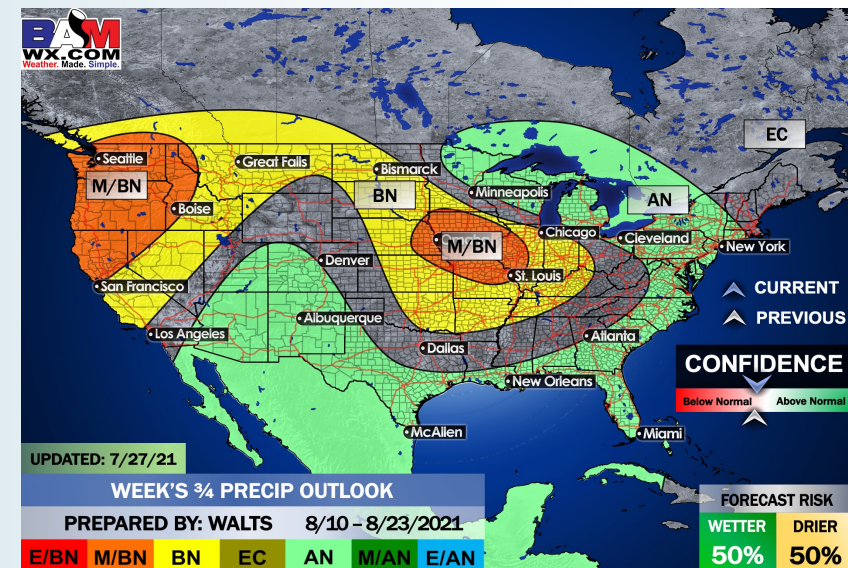 BAM
WX.COM
Weather. Made. Simple.
EC
Seattle
Great Falls
Bismarck
M/BN
BN
Minneapolis
AN
Boise
Chicago
Cleveland
New York
M/BN
Denver
St. Louis
San Francisco
CURRENT
Los Angeles
Albuquerque
PREVIOUS
Dallas
Atlanta
CONFIDENCE
New Orleans
Below Normal
Above Normal
McAllen
Miami
UPDATED: 7/27/21
WEEK'S ¾ PRECIP OUTLOOK
PREPARED BY: WALTS 8/10 – 8/23/2021
E/BN M/BN BN EC AN M/AN E/AN
FORECAST RISK
WETTER DRIER
50% 50%